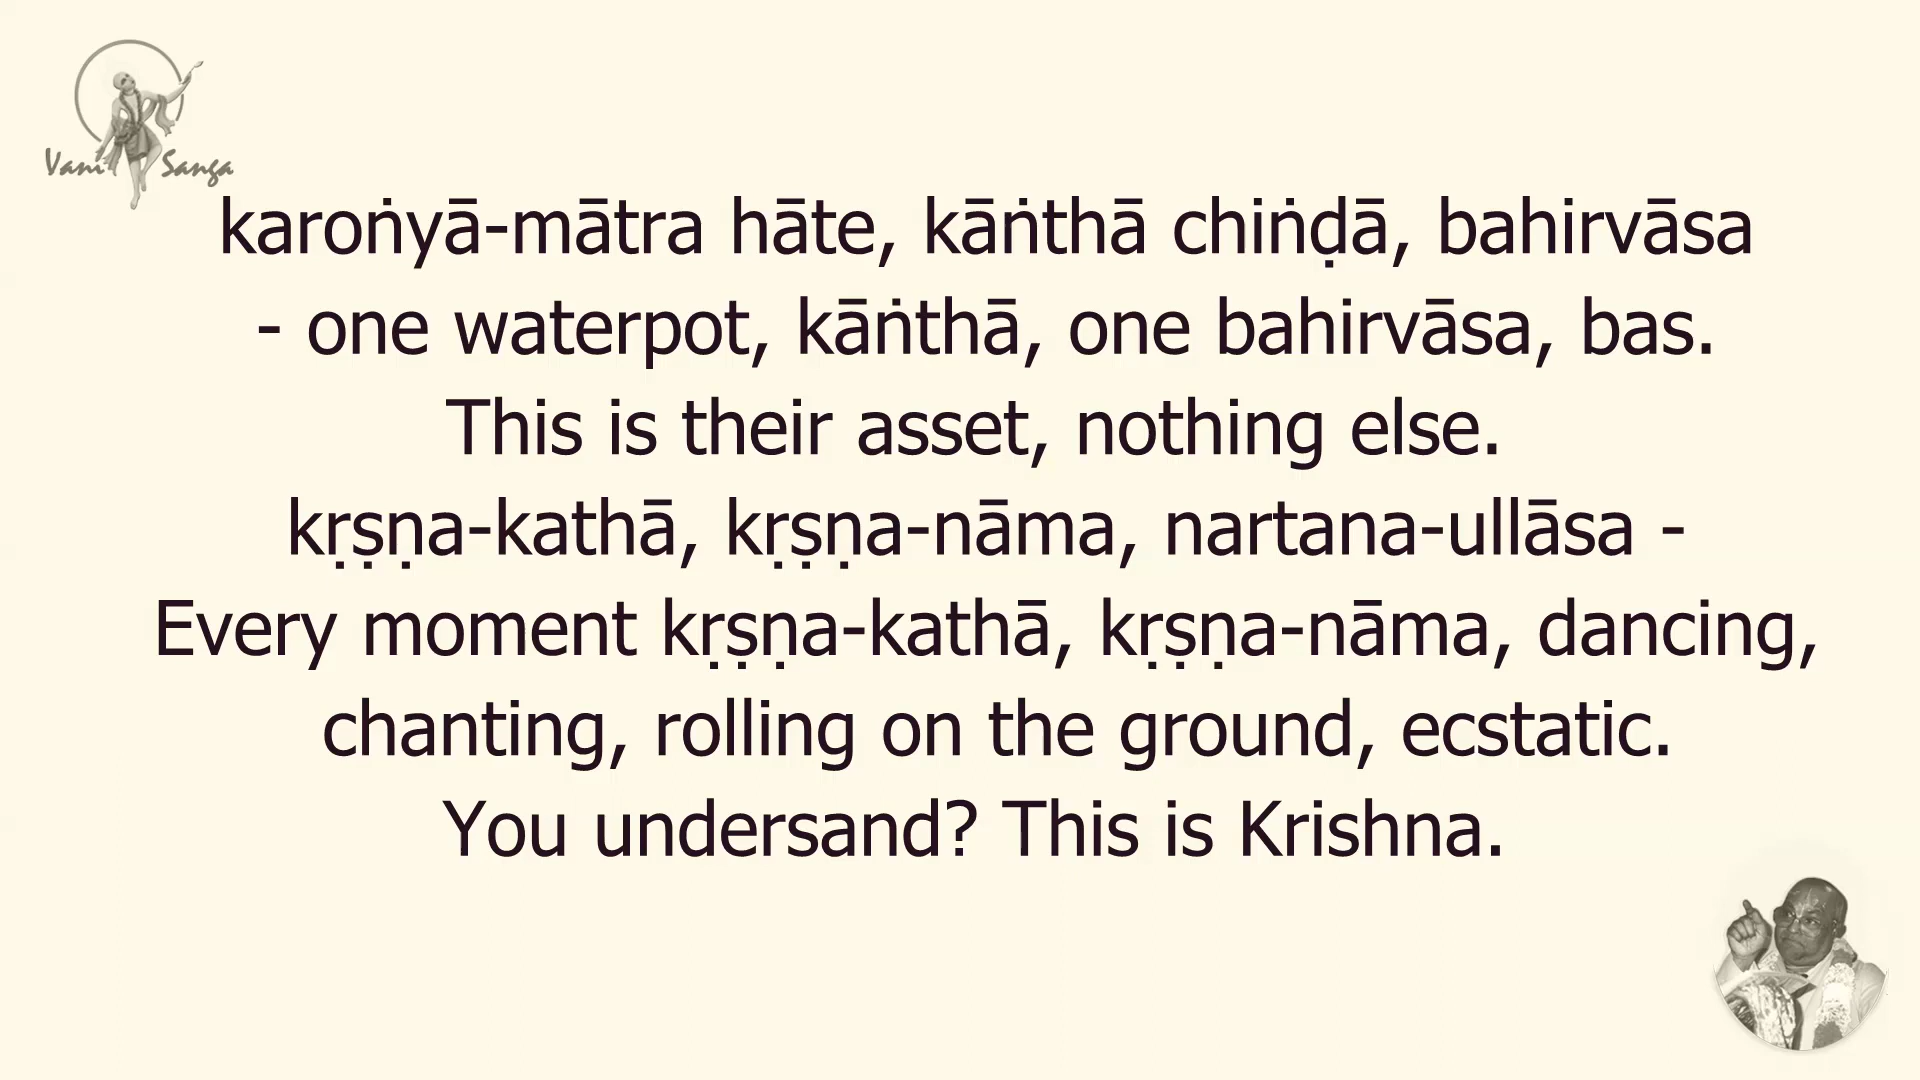 Vani Sanga
karoṅyā-mātra hāte, kāṅthā chiṅḍā, bahirvāsa
- one waterpot, kāṅthā, one bahirvāsa, bas.
This is their asset, nothing else.
kṛṣṇa-kathā, kṛṣṇa-nāma, nartana-ullāsa -
Every moment kṛṣṇa-kathā, kṛṣṇa-nāma, dancing,
chanting, rolling on the ground, ecstatic.
You undersand? This is Krishna.